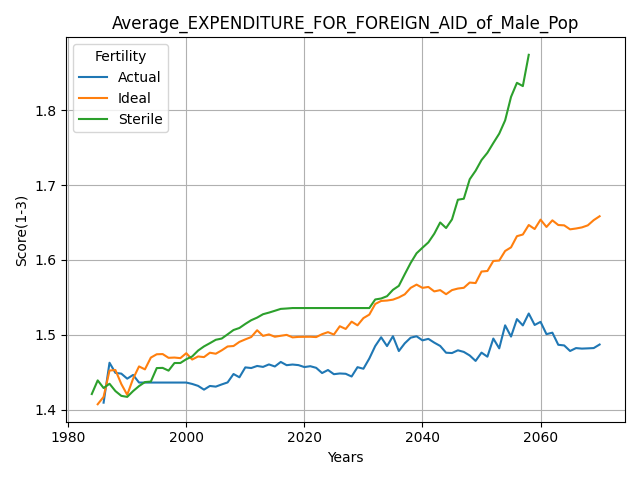 Average_EXPENDITURE_FOR_FOREIGN_AID_of_Male_Pop
Fertility
Actual
Ideal
Sterile
Score(1-3)
1.8
1.7
1.6
1.5
1.4
1980 2000 2020 2040 2060
Years